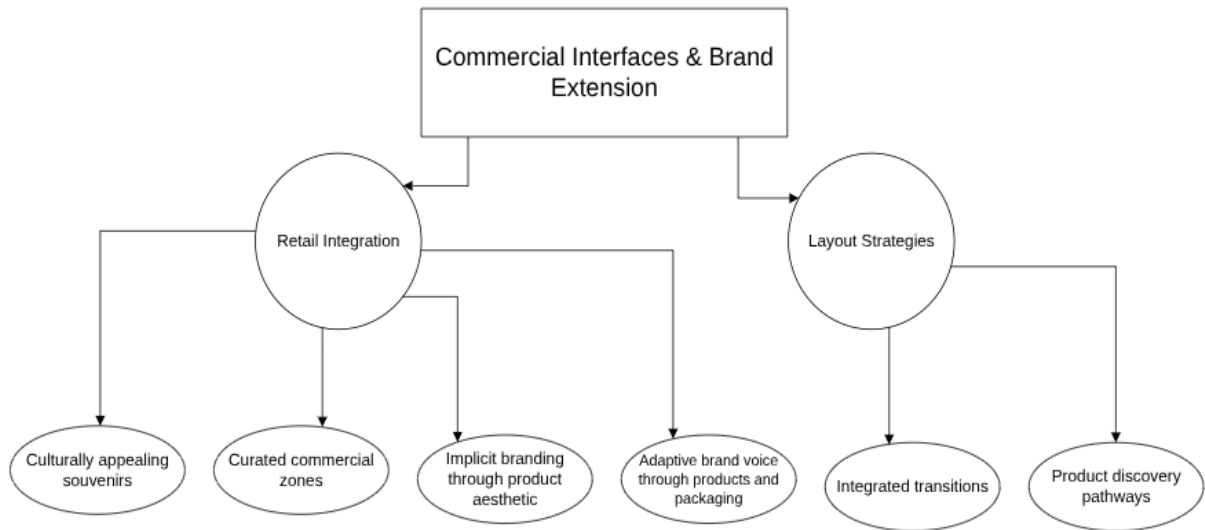 Commercial Interfaces & Brand
Extension
Retail Integration
Layout Strategies
Culturally appealing
souvenirs
Curated commercial
zones
Implicit branding
through product
aesthetic
Adaptive brand voice
through products and
packaging
Integrated transitions
Product discovery
pathways